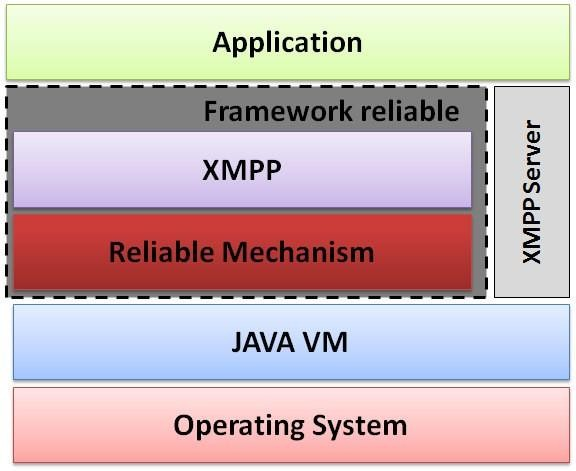 Application
Framework reliable
XMPP
XMPP Server
Reliable Mechanism
JAVA VM
Operating System